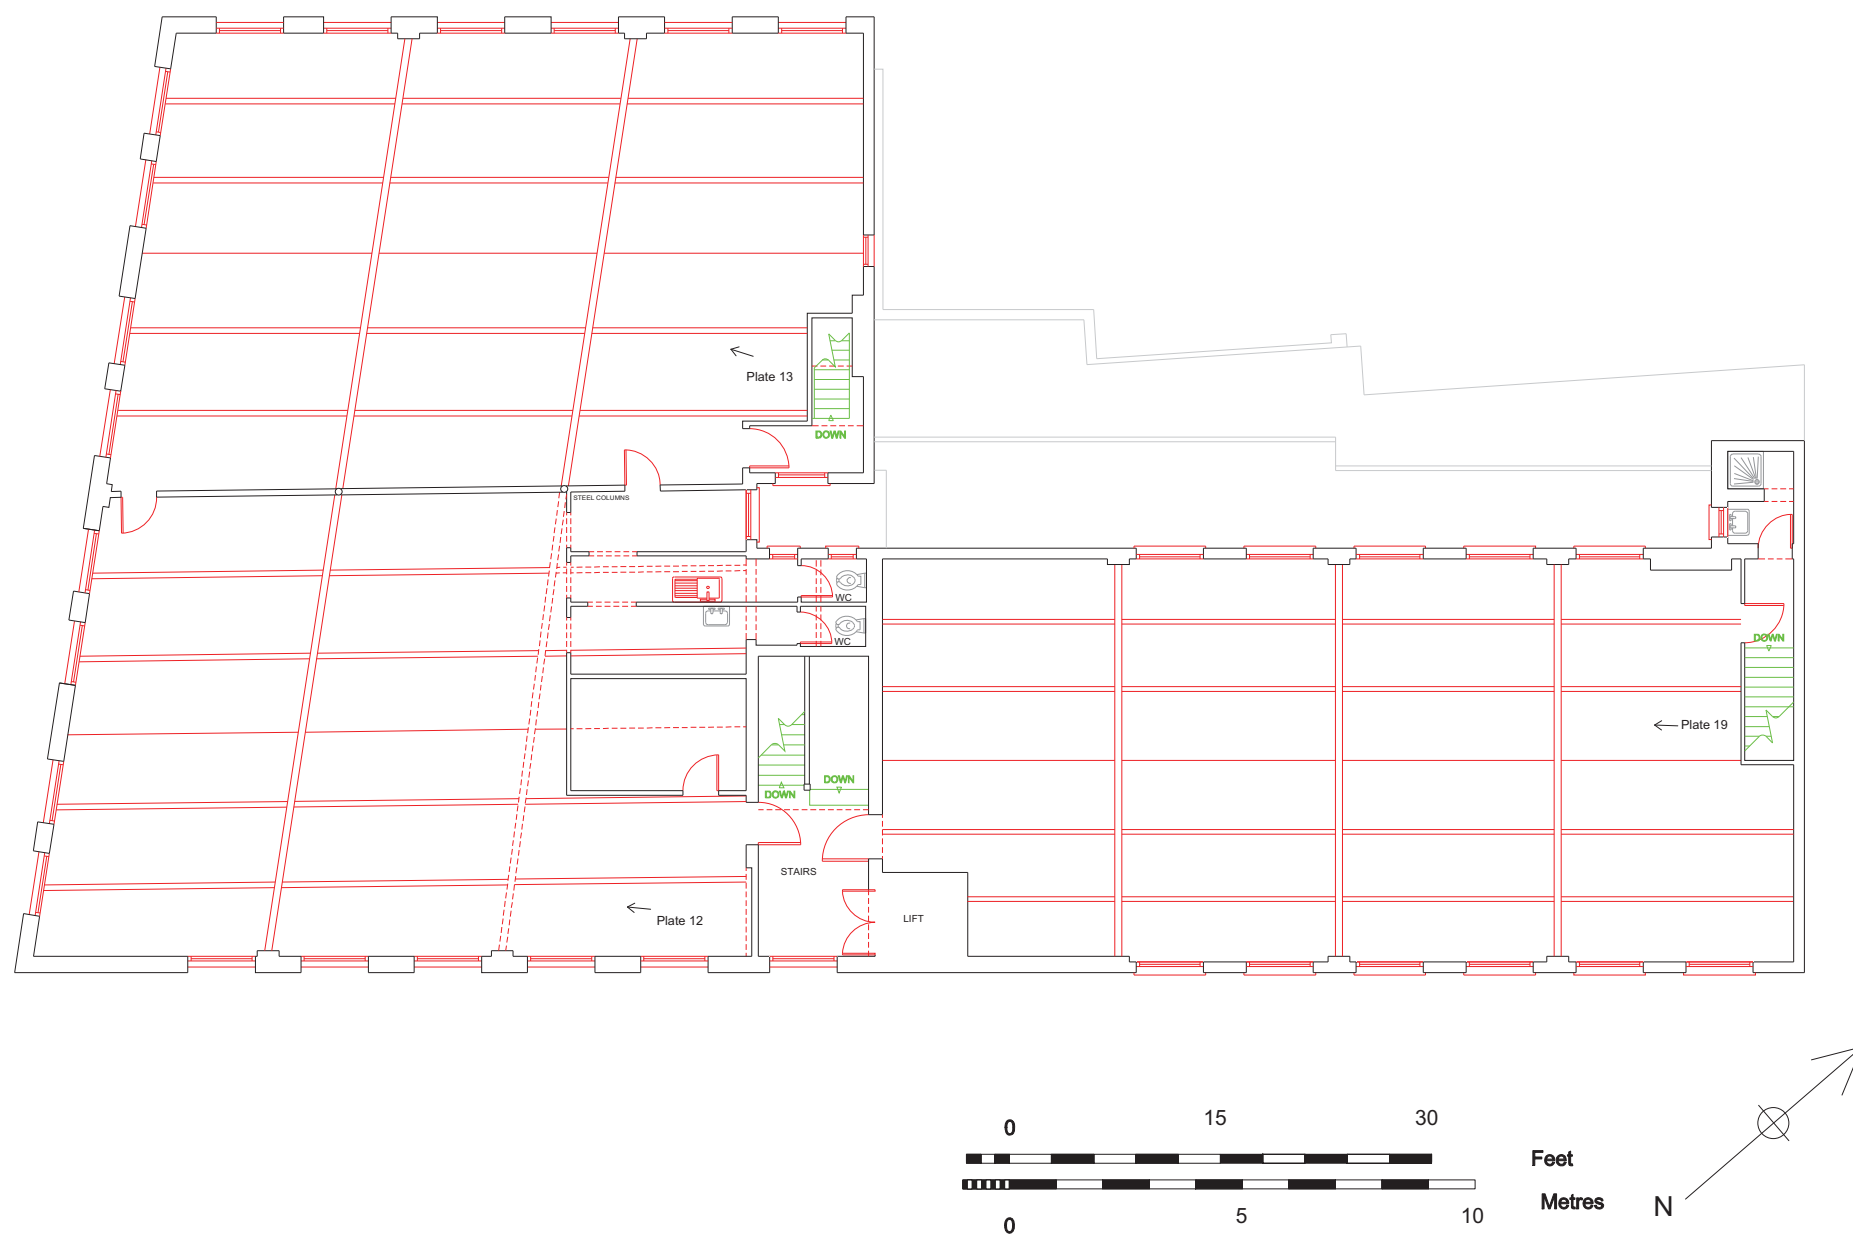 Plate 13
DOWN
STEEL COLUMNS
WC
WC
DOWN
Plate 19
DOWN
DOWN
STAIRS
Plate 12
LIFT
0 15 30
Feet
Metres
0 5 10
N